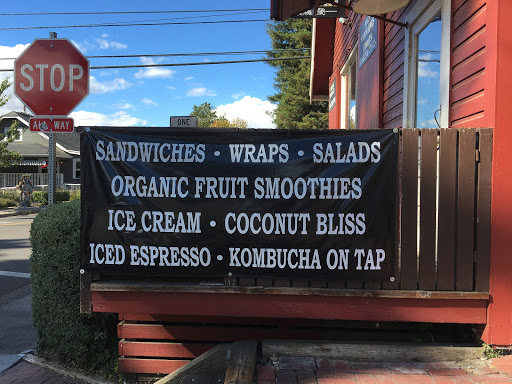 STOP
ALL WAY
ONE
SANDWICHES • WRAPS • SALADS
ORGANIC FRUIT SMOOTHIES
ICE CREAM • COCONUT BLISS
ICED ESPRESSO • KOMBUCHA ON TAP